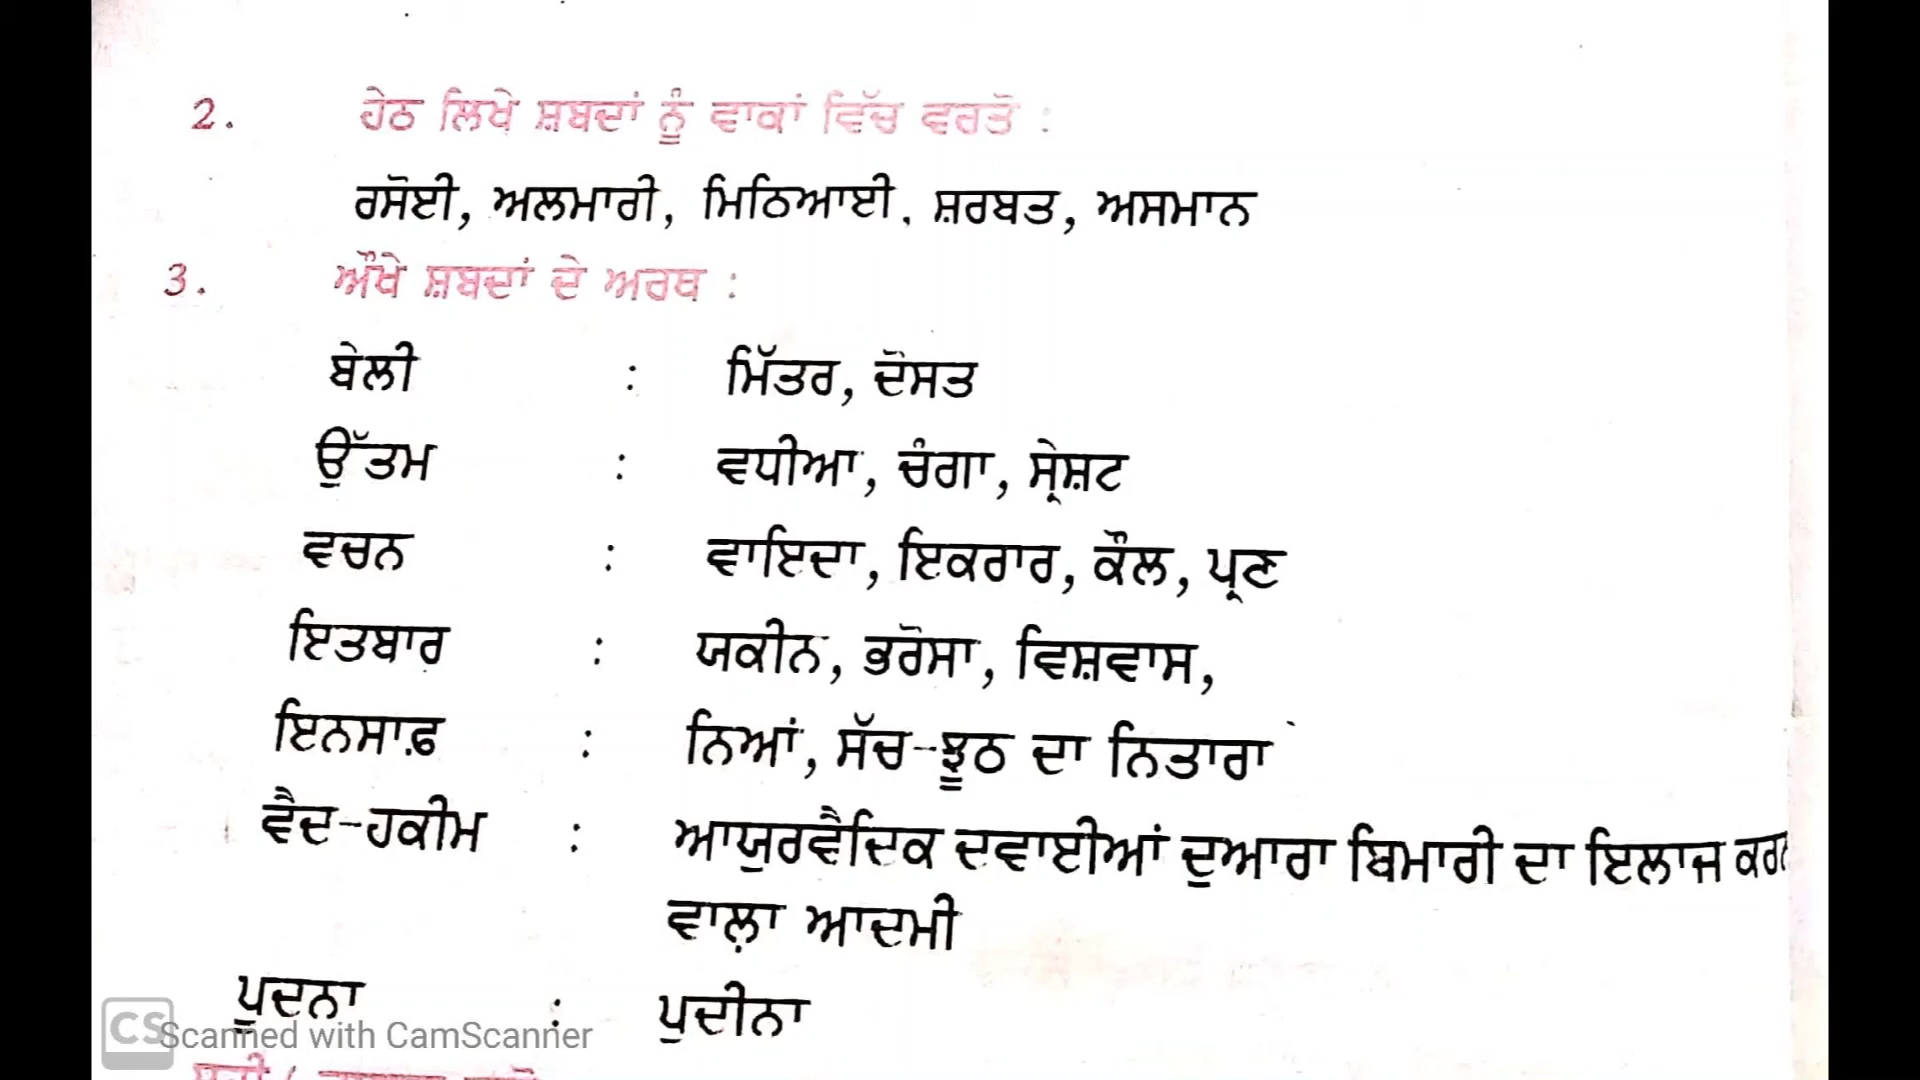 2. ਹੇਠ ਲਿਖੇ ਸ਼ਬਦਾਂ ਨੂੰ ਵਾਕਾਂ ਵਿੱਚ ਵਰਤੋ :
ਰਸੋਈ, ਅਲਮਾਰੀ, ਮਿਠਿਆਈ, ਸ਼ਰਬਤ, ਅਸਮਾਨ
3. ਔਖੇ ਸ਼ਬਦਾਂ ਦੇ ਅਰਥ :
ਬੇਲੀ : ਮਿੱਤਰ, ਦੋਸਤ
ਉੱਤਮ : ਵਧੀਆ, ਚੰਗਾ, ਸ੍ਰੇਸ਼ਟ
ਵਚਨ : ਵਾਇਦਾ, ਇਕਰਾਰ, ਕੌਲ, ਪ੍ਰਣ
ਇਤਬਾਰ : ਯਕੀਨ, ਭਰੋਸਾ, ਵਿਸ਼ਵਾਸ,
ਇਨਸਾਫ਼ : ਨਿਆਂ, ਸੱਚ-ਝੂਠ ਦਾ ਨਿਤਾਰਾ
ਵੈਦ-ਹਕੀਮ : ਆਯੁਰਵੈਦਿਕ ਦਵਾਈਆਂ ਦੁਆਰਾ ਬਿਮਾਰੀ ਦਾ ਇਲਾਜ
ਵਾਲ਼ਾ ਆਦਮੀ
ਪੂਦਨਾ : ਪੁਦੀਨਾ
CS Scanned with CamScanner